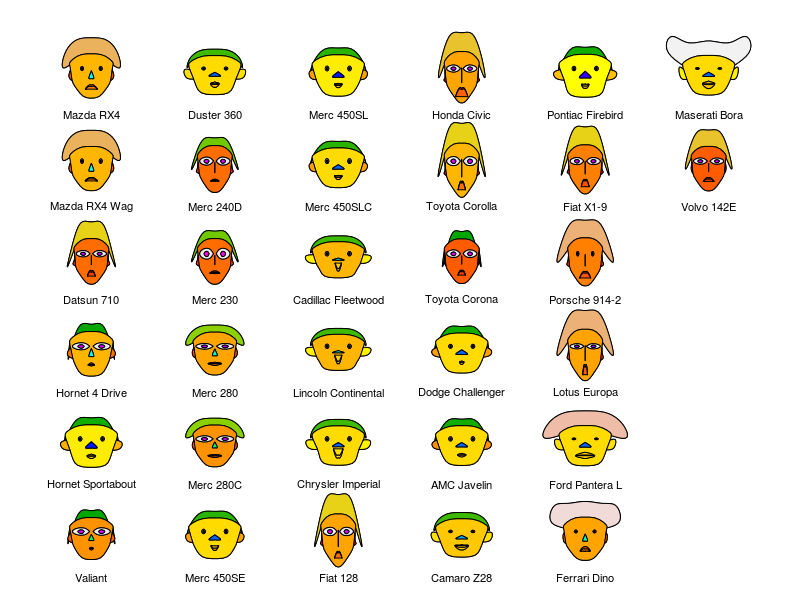 Mazda RX4
Duster 360
Merc 450SL
Honda Civic
Pontiac Firebird
Maserati Bora
Mazda RX4 Wag
Merc 240D
Merc 450SLC
Toyota Corolla
Fiat X1-9
Volvo 142E
Datsun 710
Merc 230
Cadillac Fleetwood
Toyota Corona
Porsche 914-2
Hornet 4 Drive
Merc 280
Lincoln Continental
Dodge Challenger
Lotus Europa
Hornet Sportabout
Merc 280C
Chrysler Imperial
AMC Javelin
Ford Pantera L
Valiant
Merc 450SE
Fiat 128
Camaro Z28
Ferrari Dino